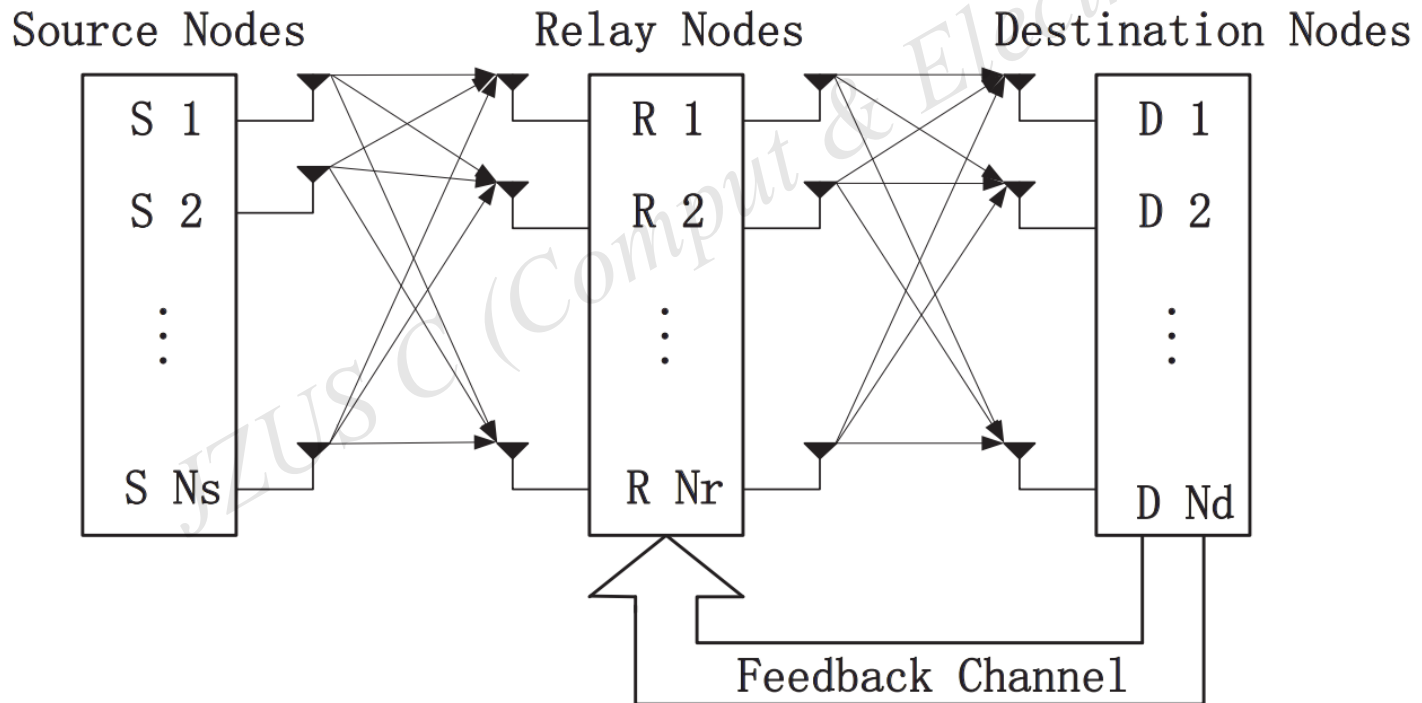 Source Nodes
Relay Nodes
Destination Nodes
S 1
R 1
D 1
S 2
R 2
D 2
S Ns
R Nr
D Nd
Feedback Channel
JZUS C (Comput & Elect